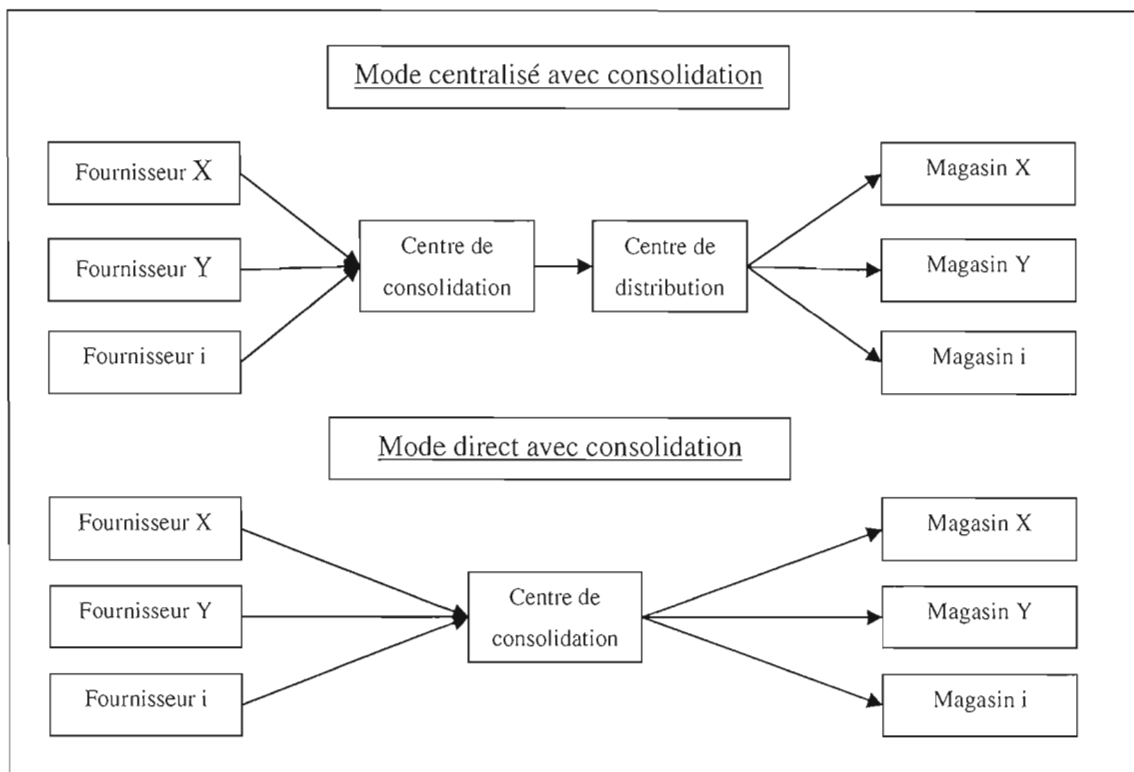 Mode centralisé avec consolidation
Fournisseur X
Fournisseur Y
Fournisseur i
Centre de
consolidation
Centre de
distribution
Magasin X
Magasin Y
Magasin i
Mode direct avec consolidation
Fournisseur X
Fournisseur Y
Fournisseur i
Centre de
consolidation
Magasin X
Magasin Y
Magasin i